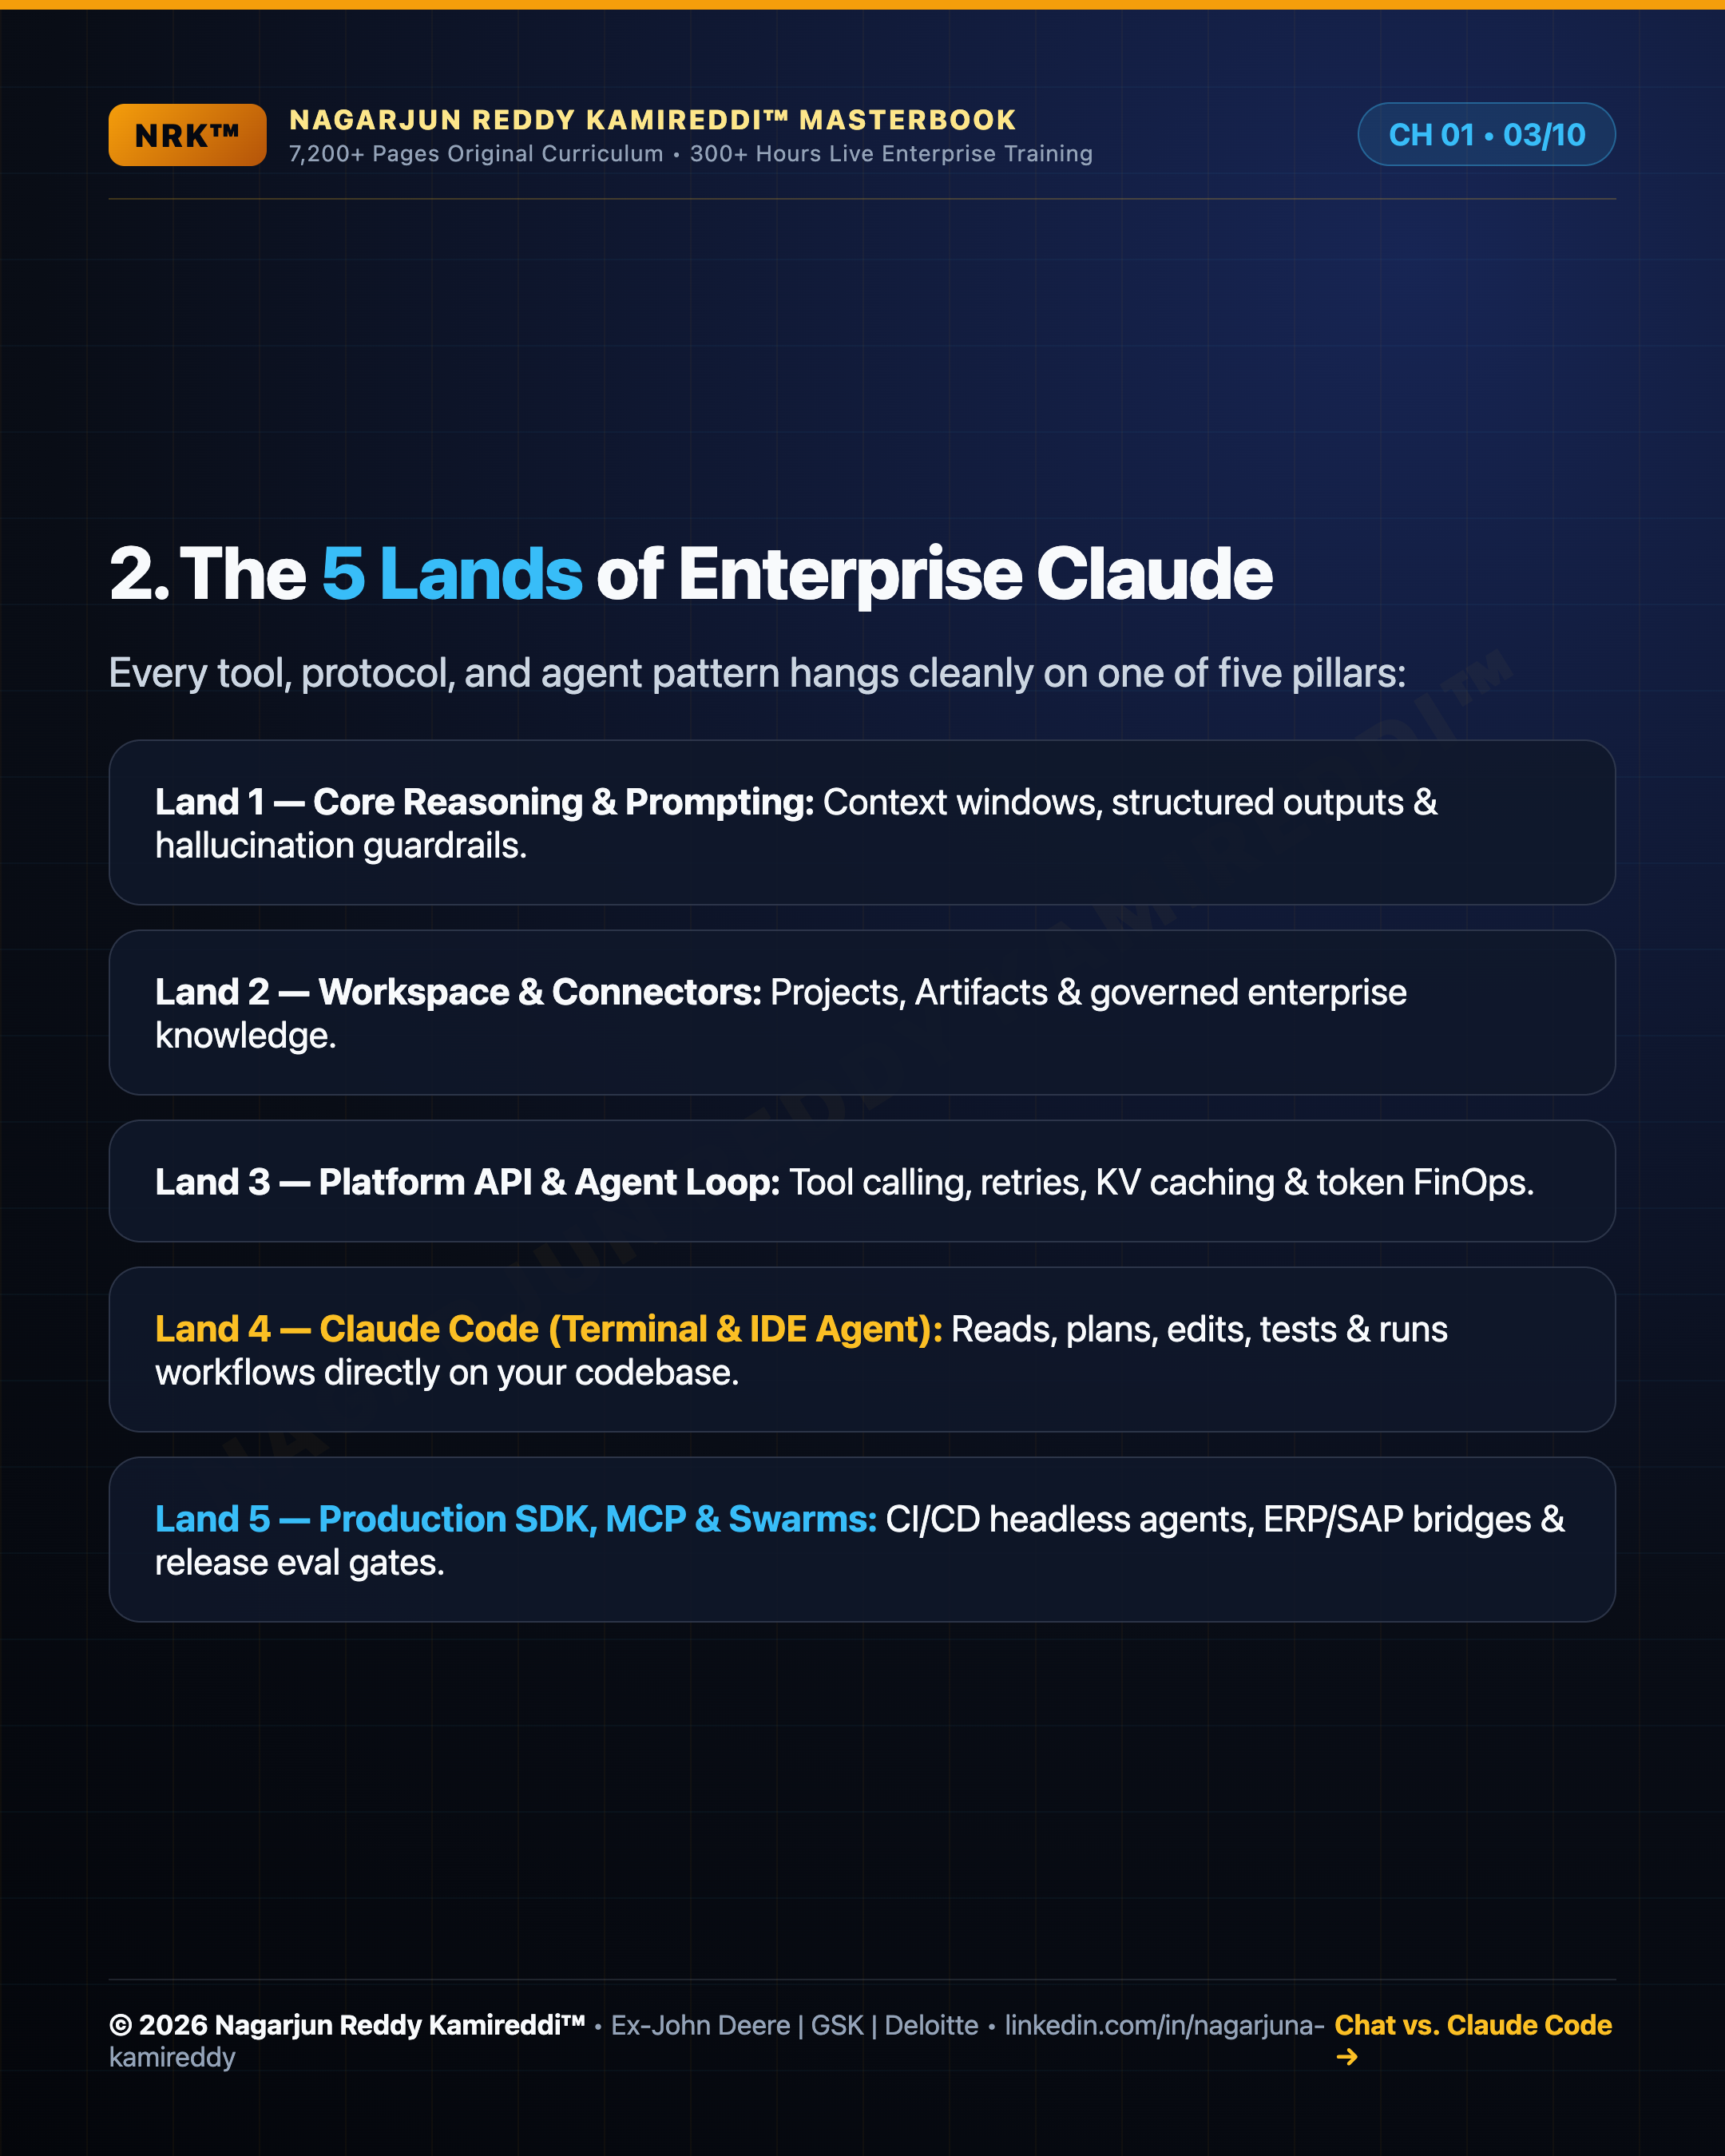 NRK™
NAGARJUN REDDY KAMIREDDI™ MASTERBOOK
7,200+ Pages Original Curriculum • 300+ Hours Live Enterprise Training
CH 01 • 03/10
2. The 5 Lands of Enterprise Claude
Every tool, protocol, and agent pattern hangs cleanly on one of five pillars:
Land 1 — Core Reasoning & Prompting: Context windows, structured outputs &
hallucination guardrails.
Land 2 — Workspace & Connectors: Projects, Artifacts & governed enterprise
knowledge.
Land 3 — Platform API & Agent Loop: Tool calling, retries, KV caching & token FinOps.
Land 4 — Claude Code (Terminal & IDE Agent): Reads, plans, edits, tests & runs
workflows directly on your codebase.
Land 5 — Production SDK, MCP & Swarms: CI/CD headless agents, ERP/SAP bridges &
release eval gates.
© 2026 Nagarjun Reddy Kamireddi™ • Ex-John Deere | GSK | Deloitte • linkedin.com/in/nagarjuna-
kamireddy
Chat vs. Claude Code
→